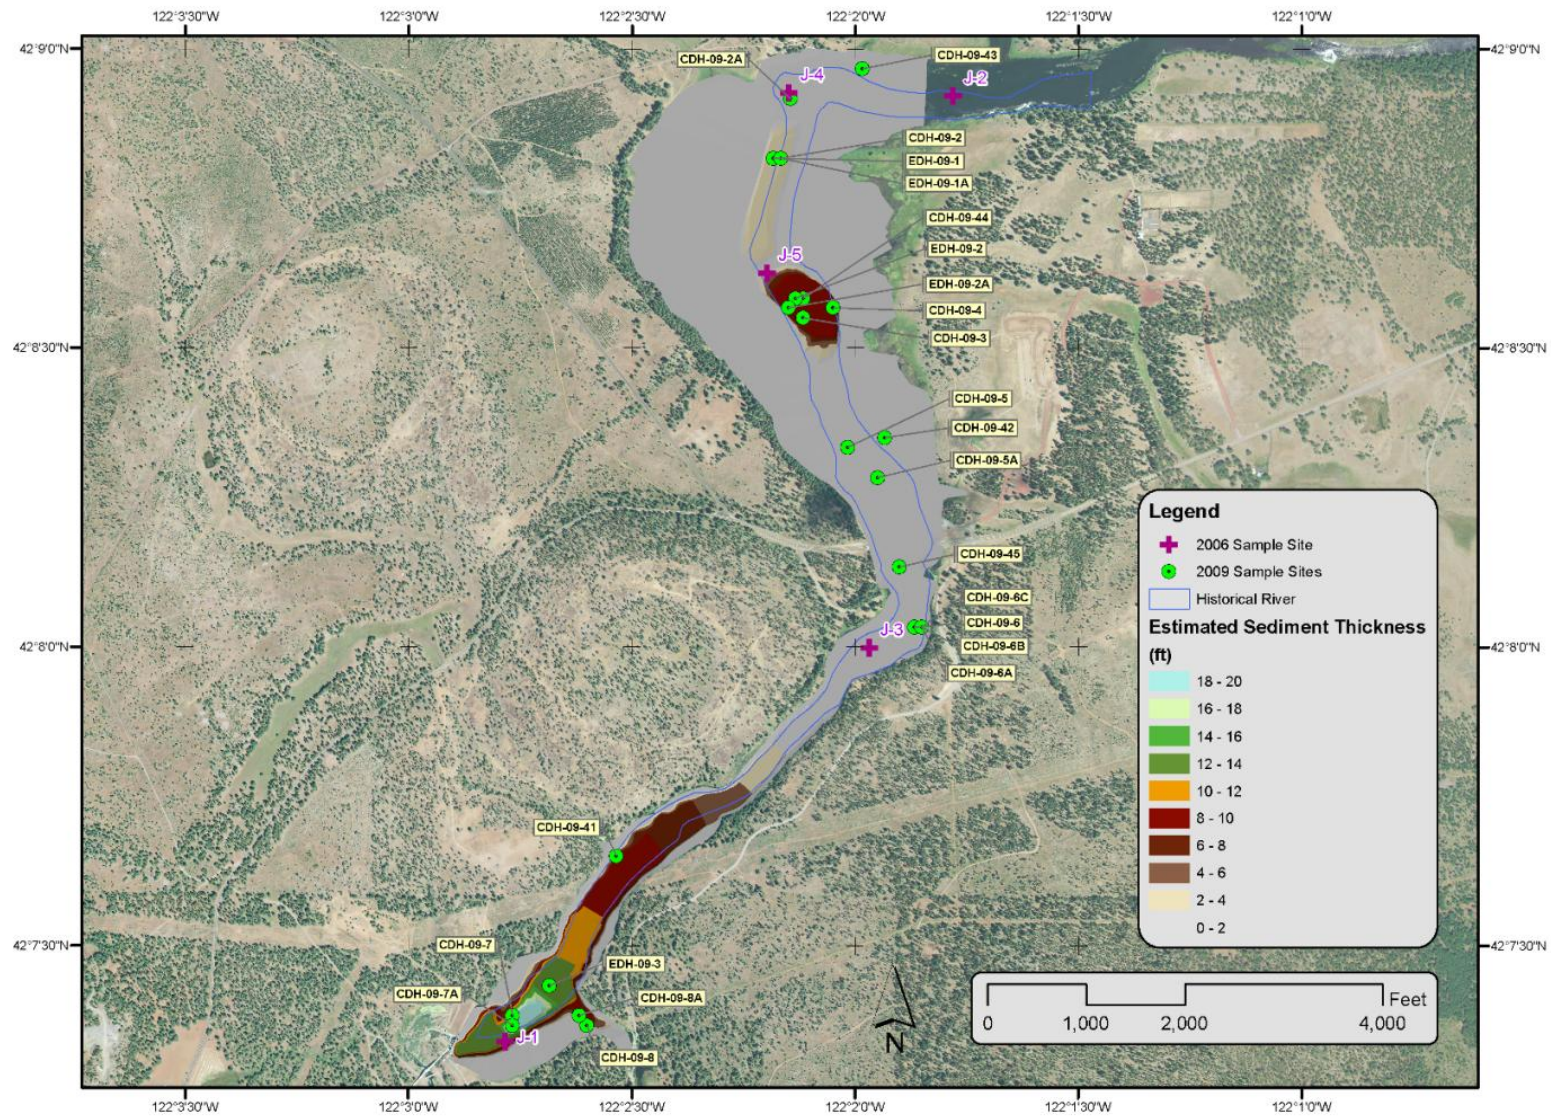 122°3'30"W 122°3'0"W 122°2'30"W 122°2'0"W 122°1'30"W 122°1'0"W
42°9'0"N 42°9'0"N
CDH-09-2A
CDH-09-43
J-4
J-2
CDH-09-2
EDH-09-1
EDH-09-1A
CDH-09-44
EDH-09-2
J-5
EDH-09-2A
CDH-09-4
CDH-09-3
42°8'30"N 42°8'30"N
CDH-09-5
CDH-09-42
CDH-09-5A
CDH-09-45
CDH-09-6C
CDH-09-6
J-3
CDH-09-6B
CDH-09-6A
42°8'0"N 42°8'0"N
Legend
2006 Sample Site
2009 Sample Sites
Historical River
Estimated Sediment Thickness
(ft)
18 - 20
16 - 18
14 - 16
12 - 14
10 - 12
8 - 10
6 - 8
4 - 6
2 - 4
0 - 2
CDH-09-41
42°7'30"N 42°7'30"N
CDH-09-7
EDH-09-3
CDH-09-7A
CDH-09-8A
J-1
CDH-09-8
N
Feet
0 1,000 2,000 4,000
122°3'30"W 122°3'0"W 122°2'30"W 122°2'0"W 122°1'30"W 122°1'0"W